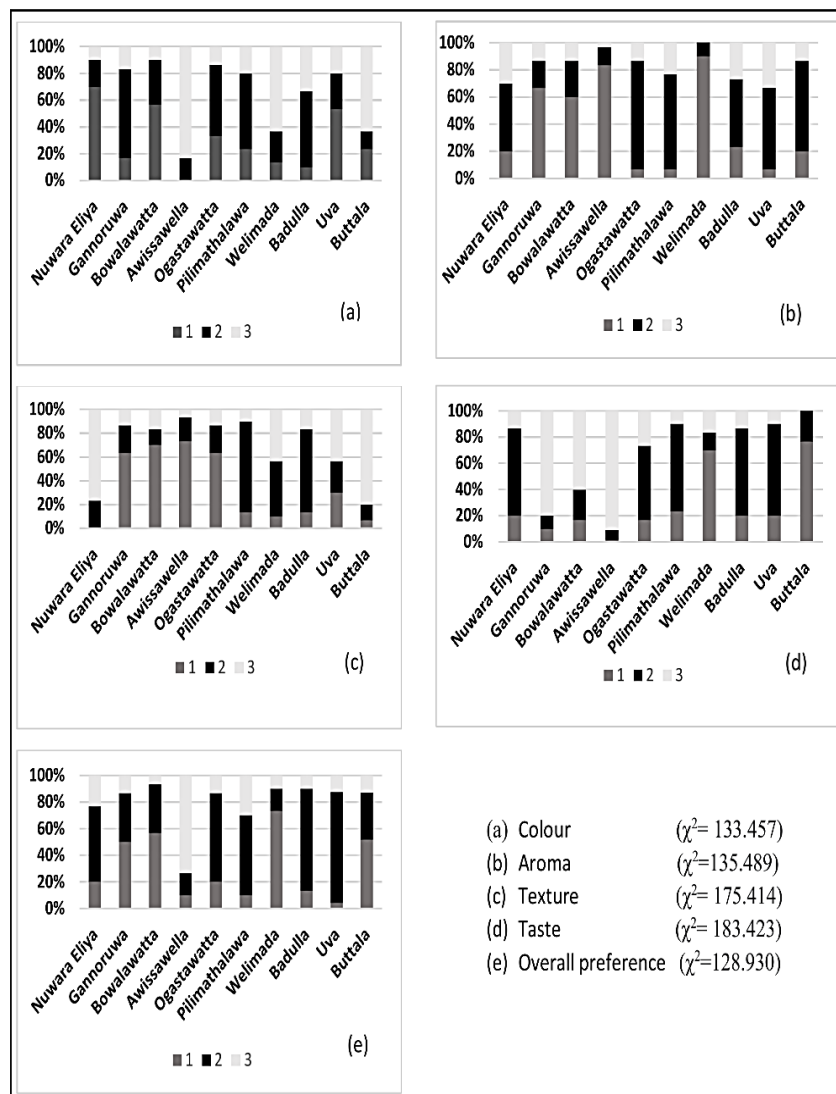 100%
80%
60%
40%
20%
0%
Nuwara Eliya
Gannoruwa
Bowalawatta
Awissawella
Ogastawatta
Pilimathalawa
Welimada
Badulla
Uva
Buttala
(a)
1 2 3
100%
80%
60%
40%
20%
0%
Nuwara Eliya
Gannoruwa
Bowalawatta
Awissawella
Ogastawatta
Pilimathalawa
Welimada
Badulla
Uva
Buttala
(b)
1 2 3
100%
80%
60%
40%
20%
0%
Nuwara Eliya
Gannoruwa
Bowalawatta
Awissawella
Ogastawatta
Pilimathalawa
Welimada
Badulla
Uva
Buttala
(c)
1 2 3
100%
80%
60%
40%
20%
0%
Nuwara Eliya
Gannoruwa
Bowalawatta
Awissawella
Ogastawatta
Pilimathalawa
Welimada
Badulla
Uva
Buttala
(d)
1 2 3
100%
80%
60%
40%
20%
0%
Nuwara Eliya
Gannoruwa
Bowalawatta
Awissawella
Ogastawatta
Pilimathalawa
Welimada
Badulla
Uva
Buttala
(e)
1 2 3
(a) Colour (χ²= 133.457)
(b) Aroma (χ²=135.489)
(c) Texture (χ²= 175.414)
(d) Taste (χ²= 183.423)
(e) Overall preference (χ²=128.930)